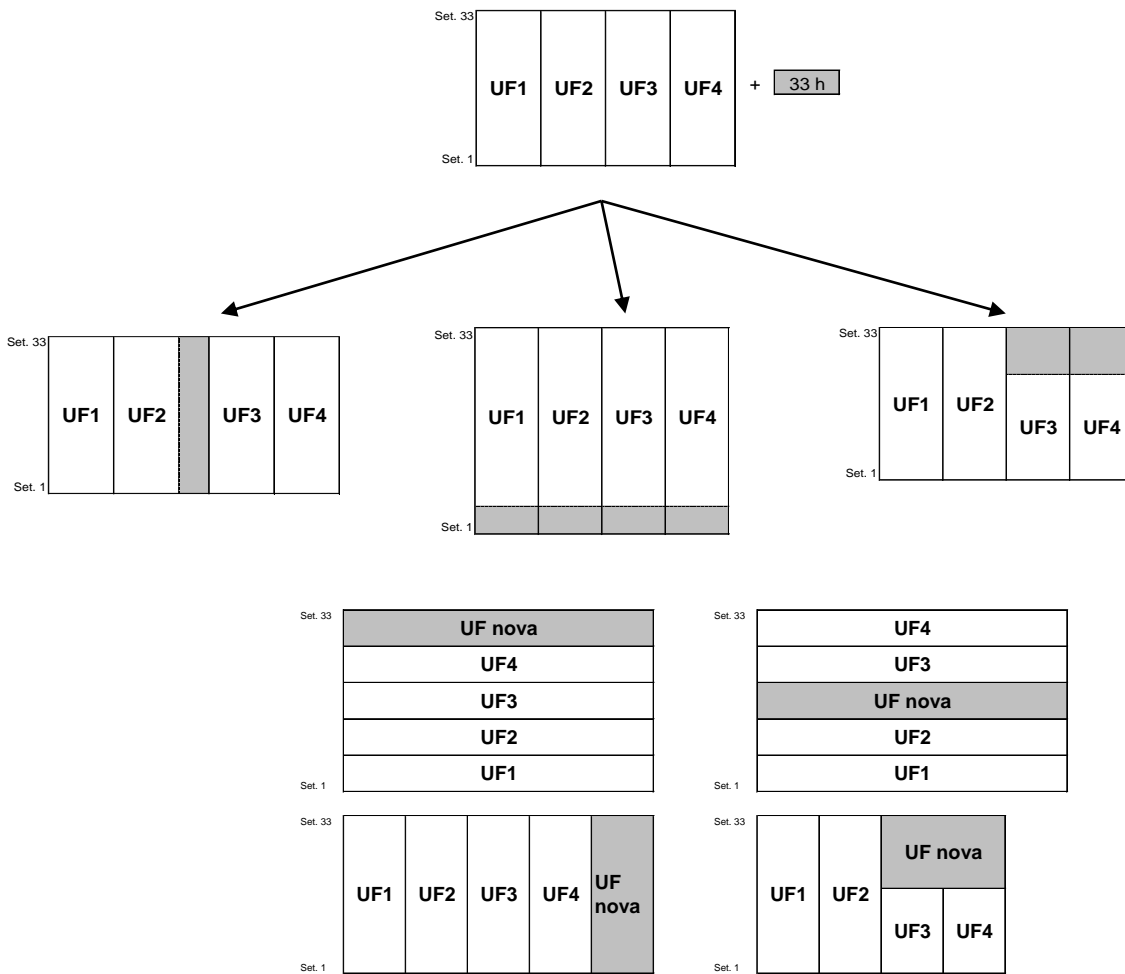 Set. 33
UF1 UF2 UF3 UF4 + 33 h
Set. 1
Set. 33
UF1 UF2 UF3 UF4
Set. 1
Set. 33
UF1 UF2 UF3 UF4
Set. 1
Set. 33
UF1 UF2
UF3 UF4
Set. 1
Set. 33
UF nova
UF4
UF3
UF2
UF1
Set. 1
Set. 33
UF4
UF3
UF nova
UF2
UF1
Set. 1
Set. 33
UF1 UF2 UF3 UF4 UF
nova
Set. 1
Set. 33
UF nova
UF1 UF2
UF3 UF4
Set. 1